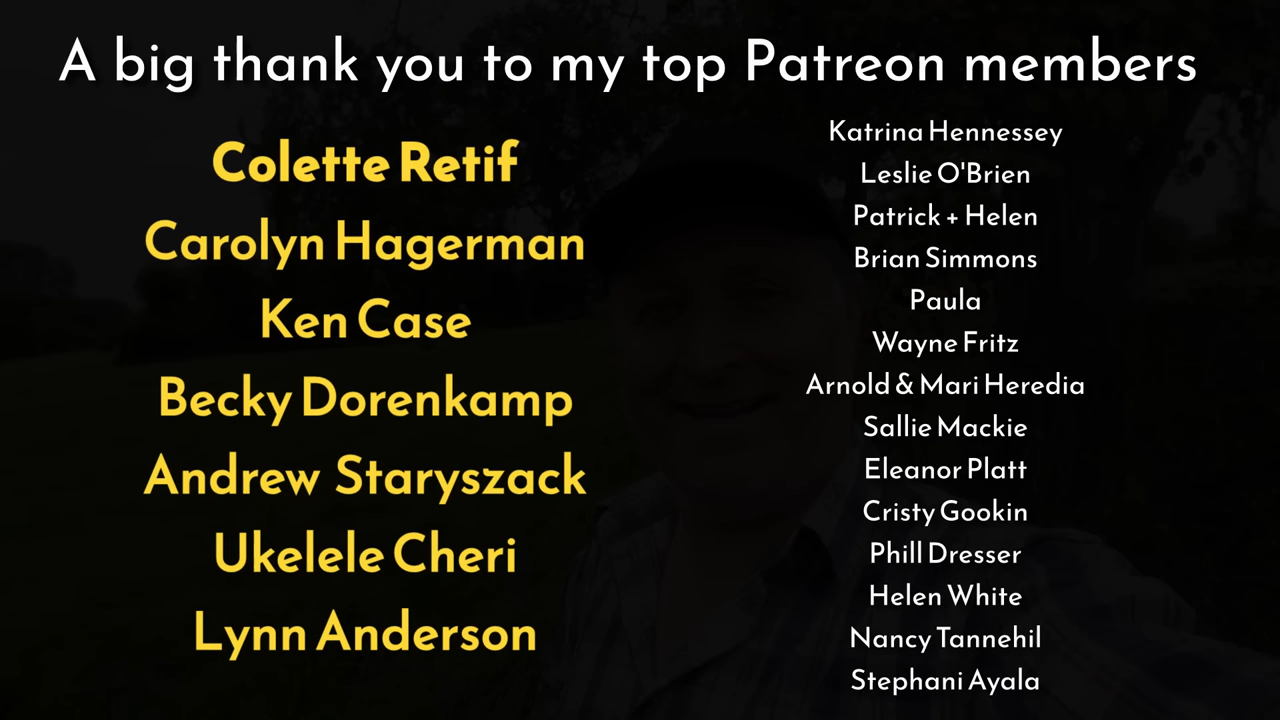 A big thank you to my top Patreon members
Colette Retif
Carolyn Hagerman
Ken Case
Becky Dorenkamp
Andrew Staryszack
Ukelele Cheri
Lynn Anderson
Katrina Hennessey
Leslie O'Brien
Patrick + Helen
Brian Simmons
Paula
Wayne Fritz
Arnold & Mari Heredia
Sallie Mackie
Eleanor Platt
Cristy Gookin
Phill Dresser
Helen White
Nancy Tannehil
Stephani Ayala